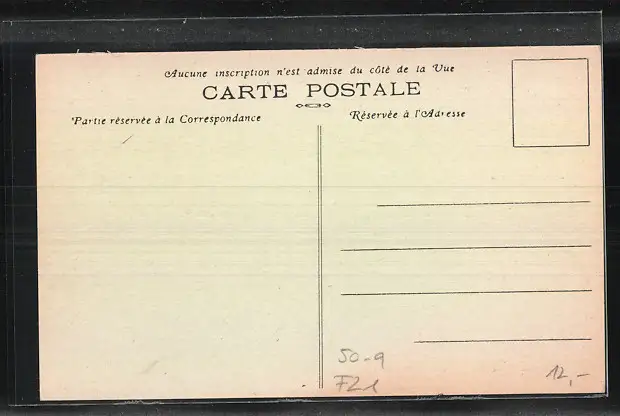 Aucune inscription n'est admise du côté de la Vue
CARTE POSTALE
Partie réservée à la Correspondance
Réservée à l'Adresse
50-9
FZ1
12,-